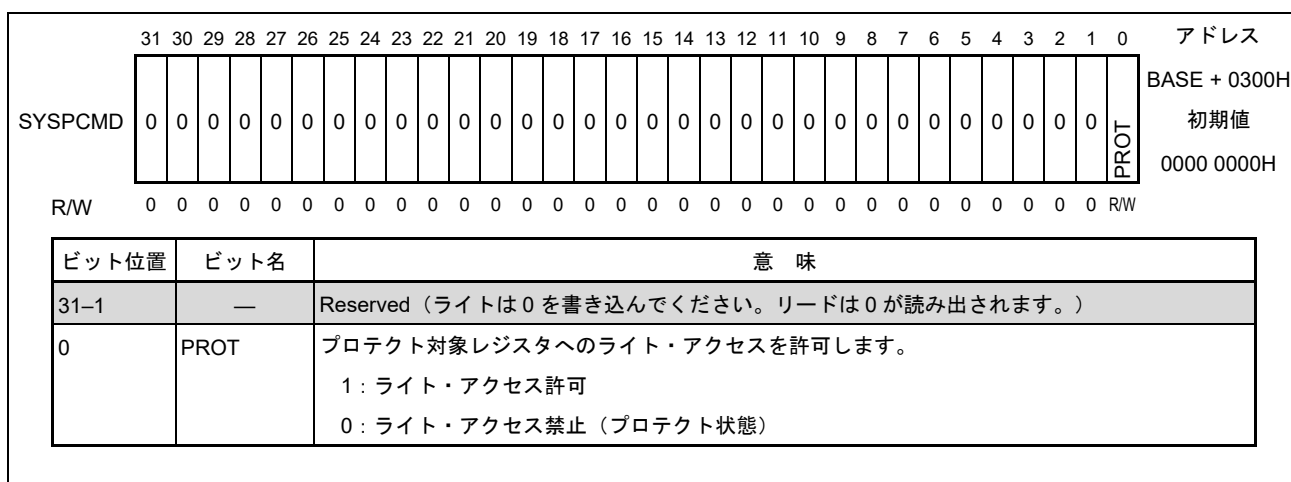 31 30 29 28 27 26 25 24 23 22 21 20 19 18 17 16 15 14 13 12 11 10 9 8 7 6 5 4 3 2 1 0 アドレス
BASE + 0300H
SYSPCMD 0 0 0 0 0 0 0 0 0 0 0 0 0 0 0 0 0 0 0 0 0 0 0 0 0 0 0 0 0 0 0 PROT 初期値
0000 0000H
R/W 0 0 0 0 0 0 0 0 0 0 0 0 0 0 0 0 0 0 0 0 0 0 0 0 0 0 0 0 0 0 0 R/W
ビット位置 ビット名 意 味
31–1 — Reserved（ライトは 0 を書き込んでください。リードは 0 が読み出されます。）
0 PROT プロテクト対象レジスタへのライト・アクセスを許可します。
1：ライト・アクセス許可
0：ライト・アクセス禁止（プロテクト状態）